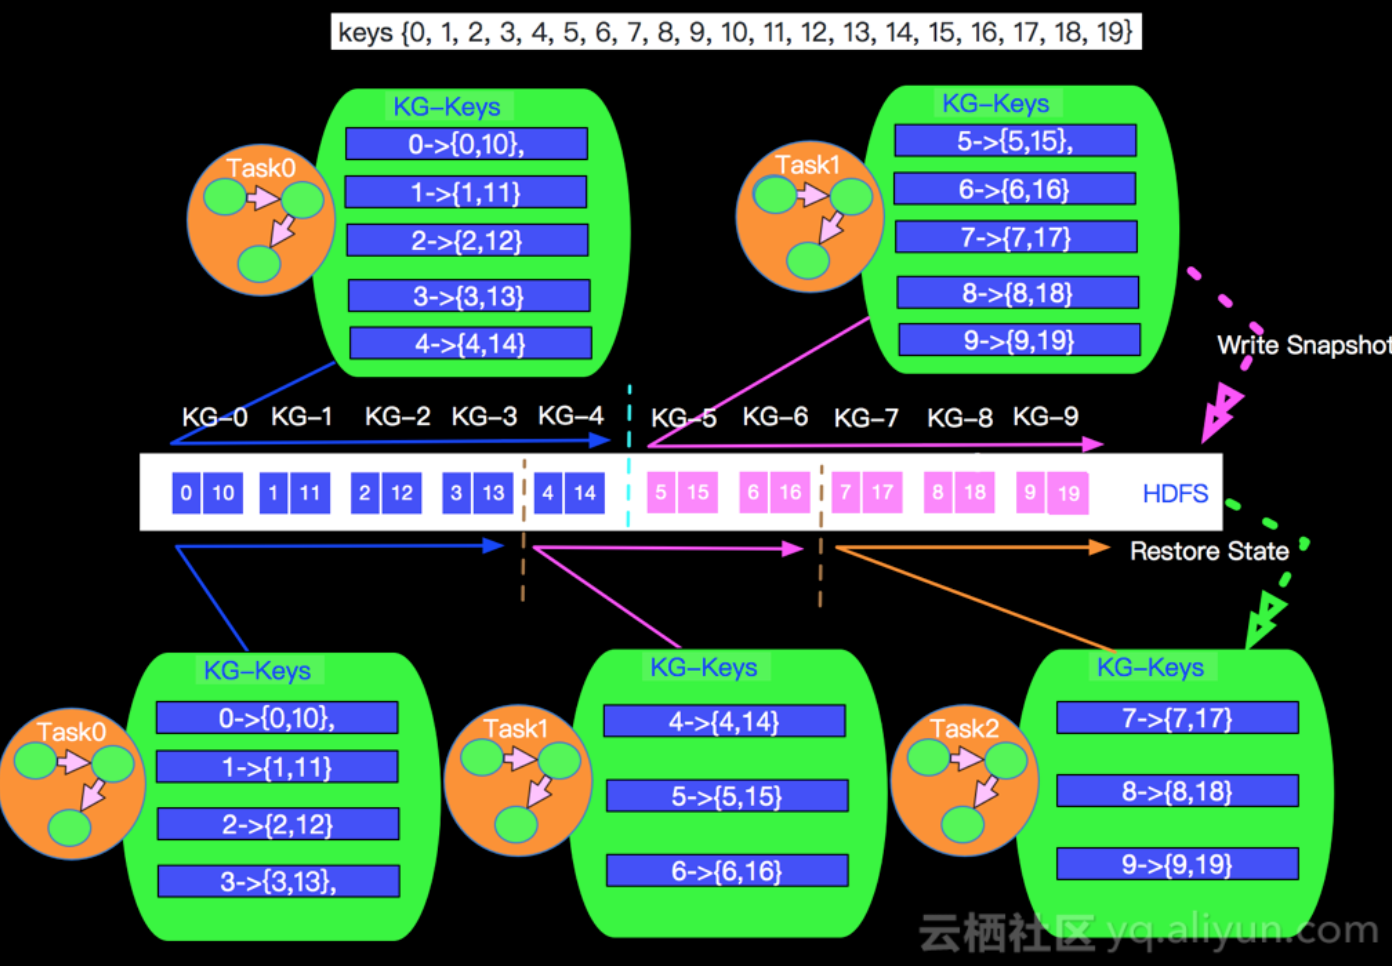 keys {0, 1, 2, 3, 4, 5, 6, 7, 8, 9, 10, 11, 12, 13, 14, 15, 16, 17, 18, 19}
KG-Keys
Task0
0->{0,10},
1->{1,11}
2->{2,12}
3->{3,13}
4->{4,14}
KG-Keys
Task1
5->{5,15},
6->{6,16}
7->{7,17}
8->{8,18}
9->{9,19}
Write Snapshot
KG-0 KG-1 KG-2 KG-3 KG-4 KG-5 KG-6 KG-7 KG-8 KG-9
0 10 1 11 2 12 3 13 4 14 5 15 6 16 7 17 8 18 9 19 HDFS
Restore State
KG-Keys
Task0
0->{0,10},
1->{1,11}
2->{2,12}
3->{3,13},
KG-Keys
Task1
4->{4,14}
5->{5,15}
6->{6,16}
KG-Keys
Task2
7->{7,17}
8->{8,18}
9->{9,19}
云栖社区 yq.aliyun.com